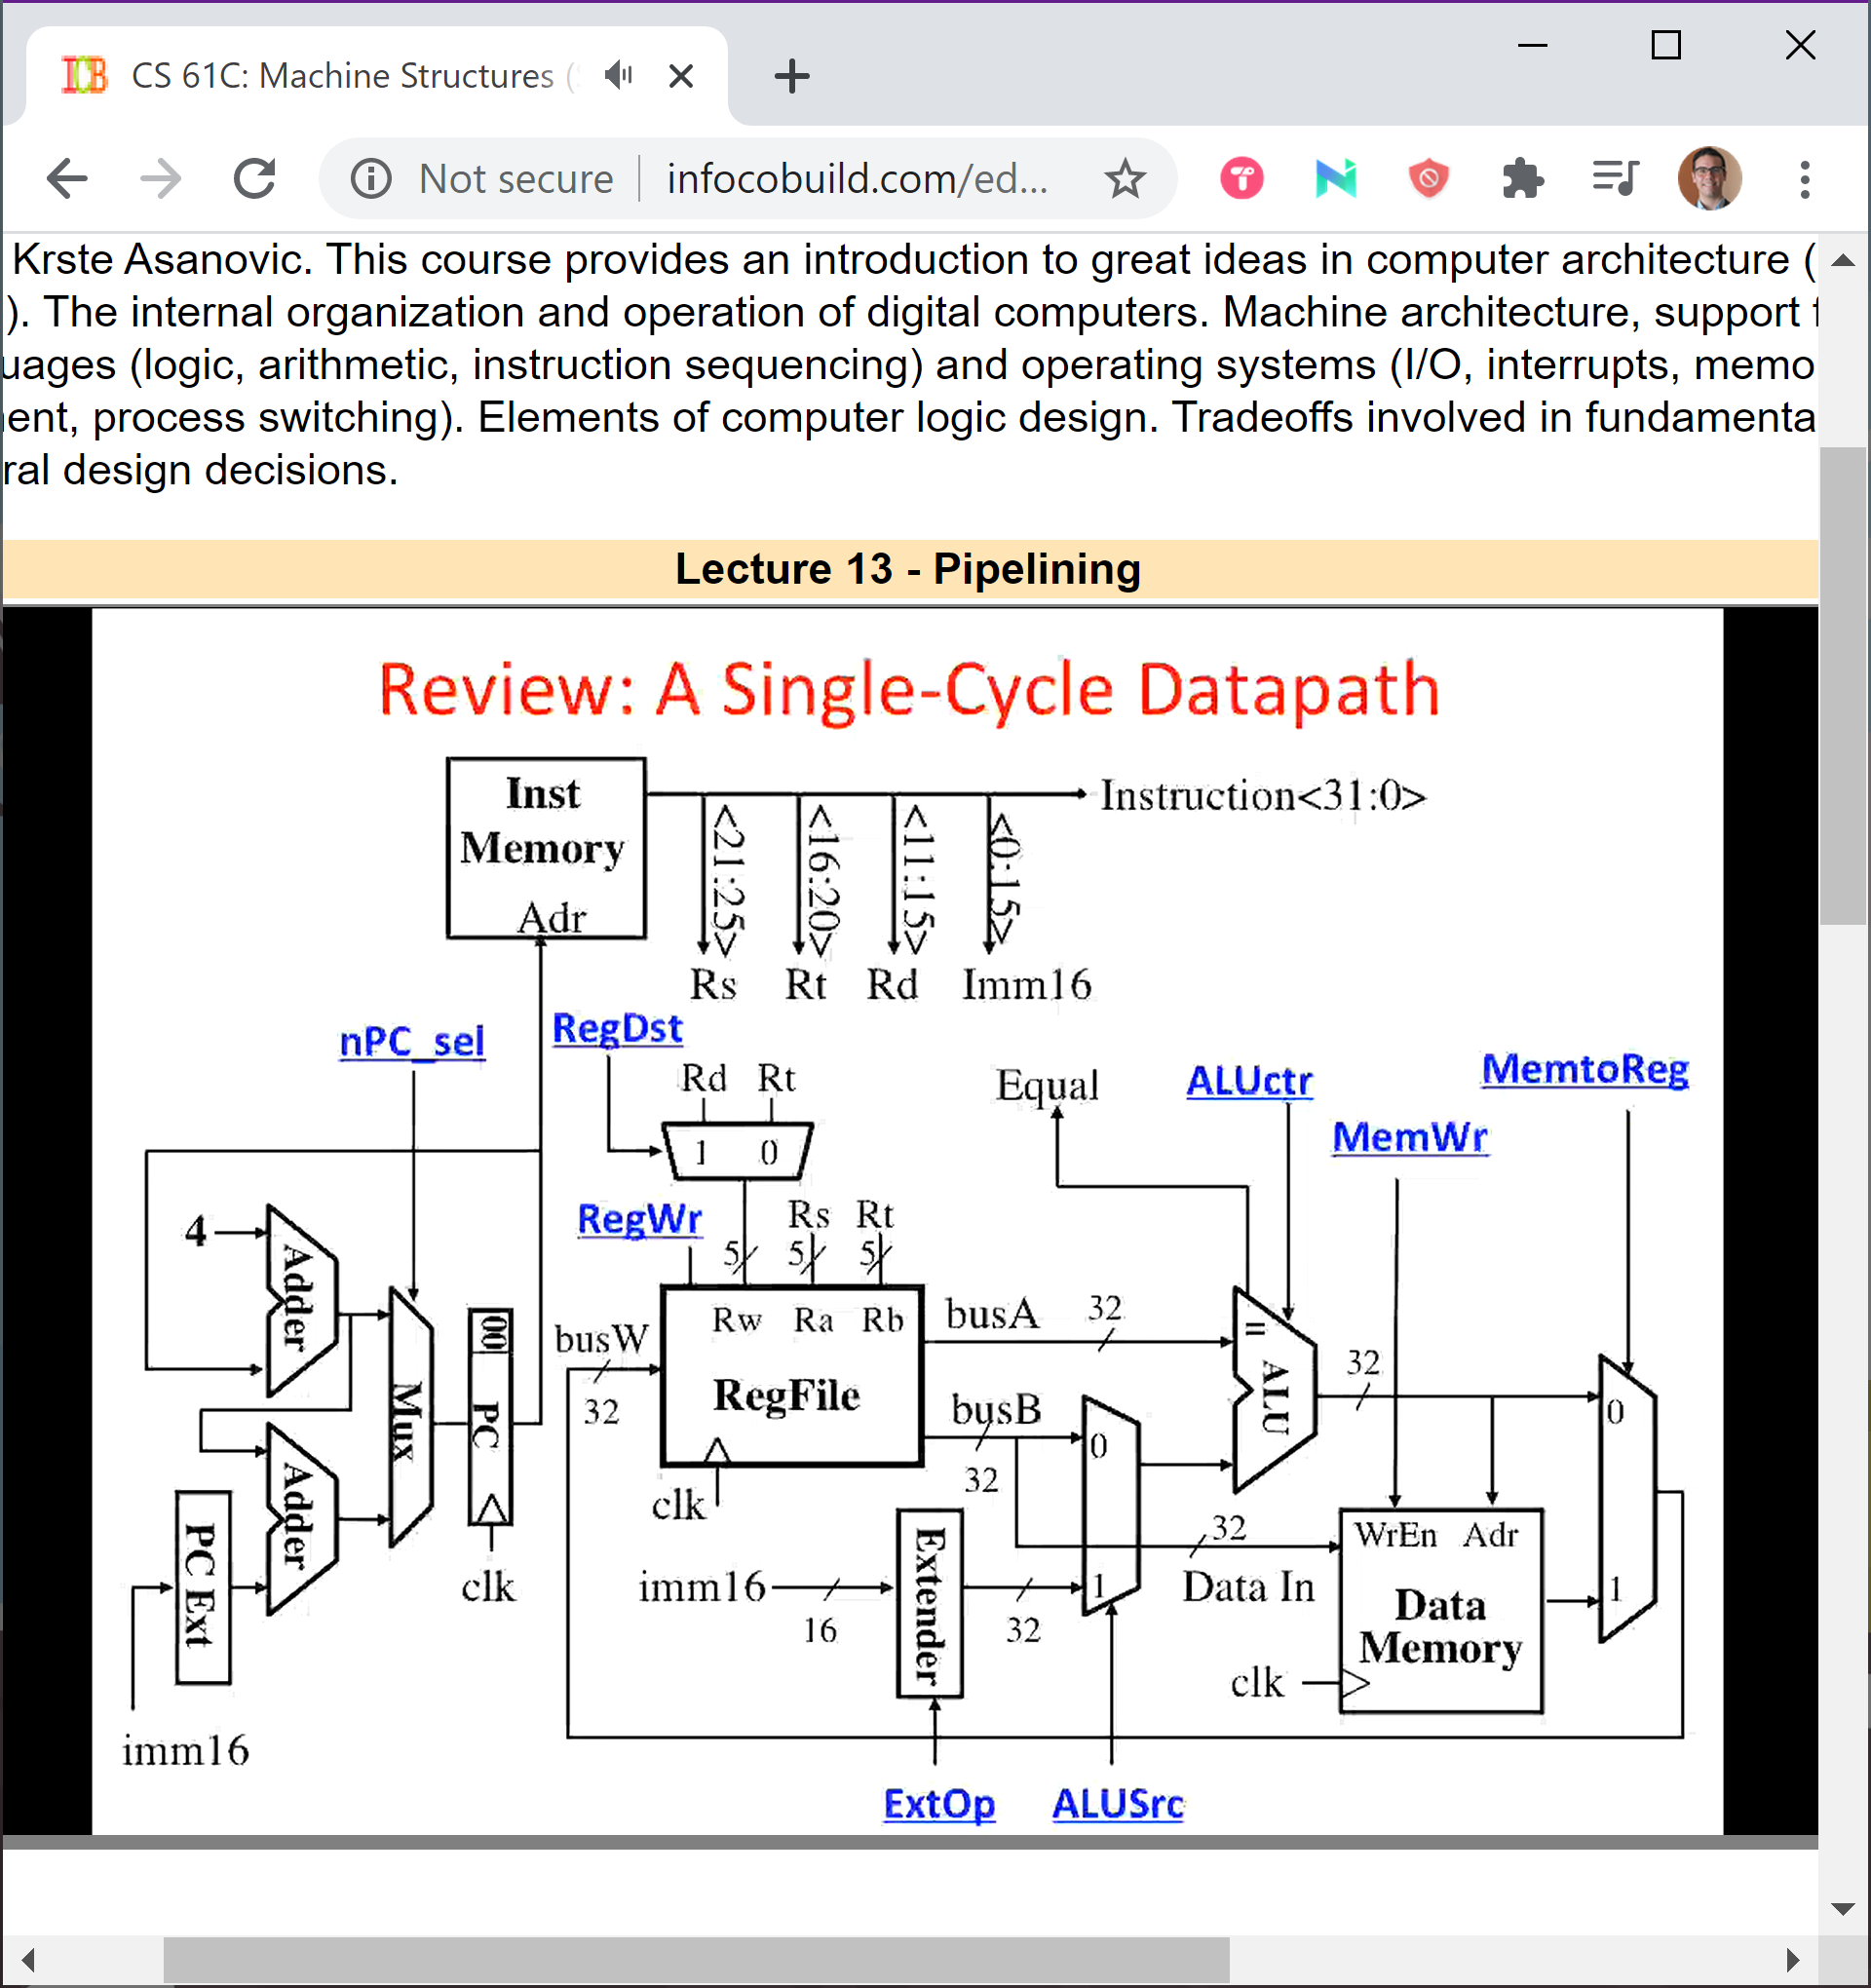 CS 61C: Machine Structures (
Not secure
infocobuild.com/ed...
Krste Asanovic. This course provides an introduction to great ideas in computer architecture (
). The internal organization and operation of digital computers. Machine architecture, support f
uages (logic, arithmetic, instruction sequencing) and operating systems (I/O, interrupts, memo
ent, process switching). Elements of computer logic design. Tradeoffs involved in fundamenta
ral design decisions.
Lecture 13 - Pipelining
Review: A Single-Cycle Datapath
Inst
Memory
Adr
Instruction<31:0>
<21:25>
<16:20>
<11:15>
<0:15>
Rs
Rt
Rd
Imm16
nPC_sel
RegDst
Rd
Rt
1
0
Equal
ALUctr
MemWr
MemtoReg
RegWr
5
Rs
5
Rt
5
4
Adder
Adder
Mux
00
PC
clk
PC Ext
imm16
busW
32
Rw
Ra
Rb
RegFile
clk
busA
32
busB
32
imm16
16
Extender
32
0
1
=
ALU
32
32
Data In
WrEn
Adr
Data
Memory
clk
0
1
ExtOp
ALUSrc